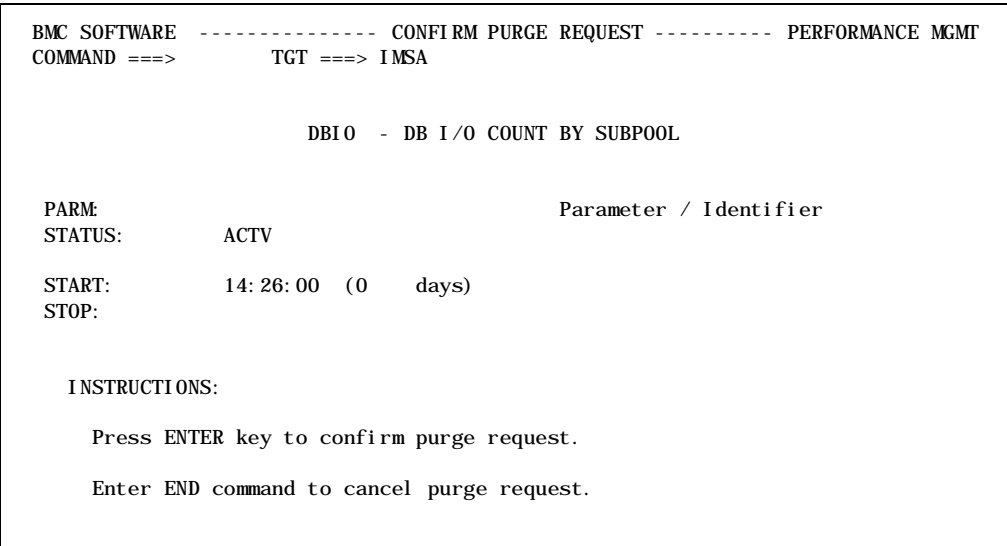 BMC SOFTWARE --------------- CONFIRM PURGE REQUEST ---------- PERFORMANCE MGMT
COMMAND ===> TGT ===> IMSA
DBIO - DB I/O COUNT BY SUBPOOL
PARM: Parameter / Identifier
STATUS: ACTV
START: 14:26:00 (0 days)
STOP:
INSTRUCTIONS:
Press ENTER key to confirm purge request.
Enter END command to cancel purge request.